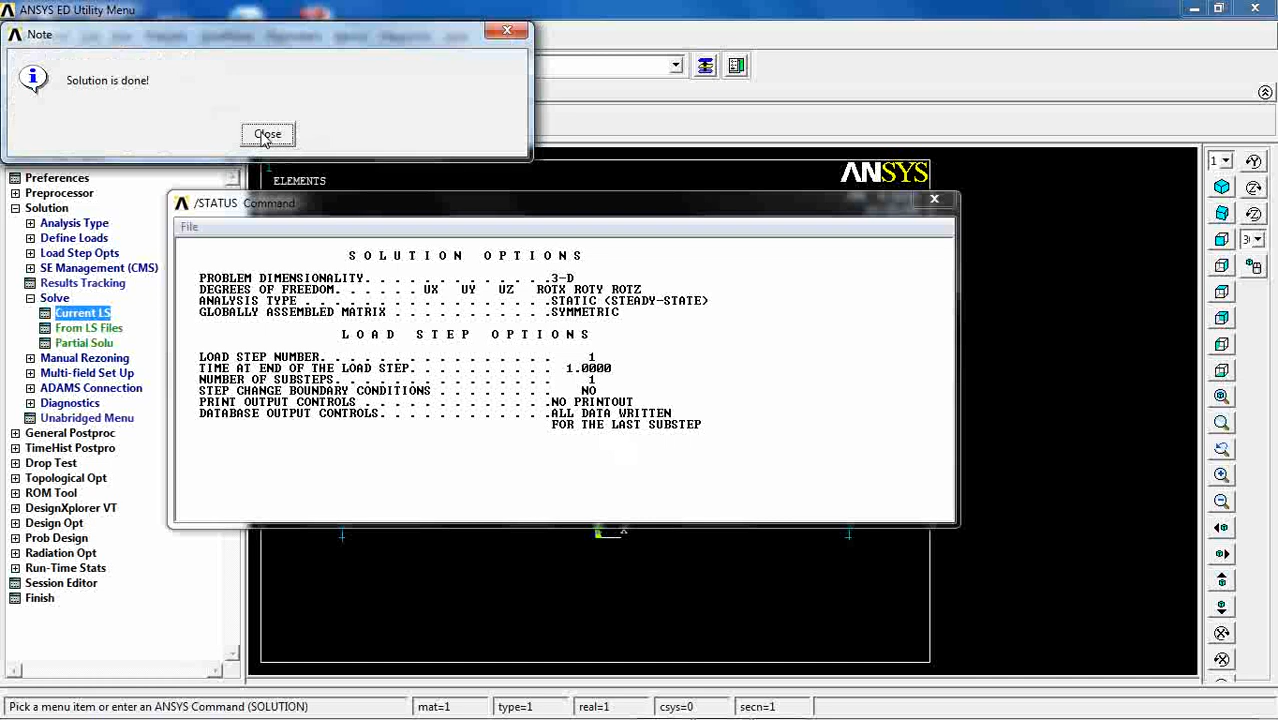 ANSYS ED Utility Menu
Note
Solution is done!
Close
1
ELEMENTS
ANSYS
Preferences
Preprocessor
Solution
Analysis Type
Define Loads
Load Step Opts
SE Management (CMS)
Results Tracking
Solve
Current LS
From LS Files
Partial Solu
Manual Rezoning
Multi-field Set Up
ADAMS Connection
Diagnostics
Unabridged Menu
General Postproc
TimeHist Postpro
Drop Test
Topological Opt
ROM Tool
DesignXplorer VT
Design Opt
Prob Design
Radiation Opt
Run-Time Stats
Session Editor
Finish
/STATUS Command
File
S O L U T I O N   O P T I O N S
PROBLEM DIMENSIONALITY. . . . . . . . . . . . .3-D
DEGREES OF FREEDOM. . . . . . UX UY UZ ROTX ROTY ROTZ
ANALYSIS TYPE . . . . . . . . . . . . . . . . .STATIC (STEADY-STATE)
GLOBALLY ASSEMBLED MATRIX . . . . . . . . . . .SYMMETRIC
L O A D   S T E P   O P T I O N S
LOAD STEP NUMBER. . . . . . . . . . . . . . . . 1
TIME AT END OF THE LOAD STEP. . . . . . . . . . 1.0000
NUMBER OF SUBSTEPS. . . . . . . . . . . . . . . 1
STEP CHANGE BOUNDARY CONDITIONS . . . . . . . . NO
PRINT OUTPUT CONTROLS . . . . . . . . . . . . .NO PRINTOUT
DATABASE OUTPUT CONTROLS. . . . . . . . . . . .ALL DATA WRITTEN
FOR THE LAST SUBSTEP
1
Pick a menu item or enter an ANSYS Command (SOLUTION)
mat=1
type=1
real=1
csys=0
secn=1